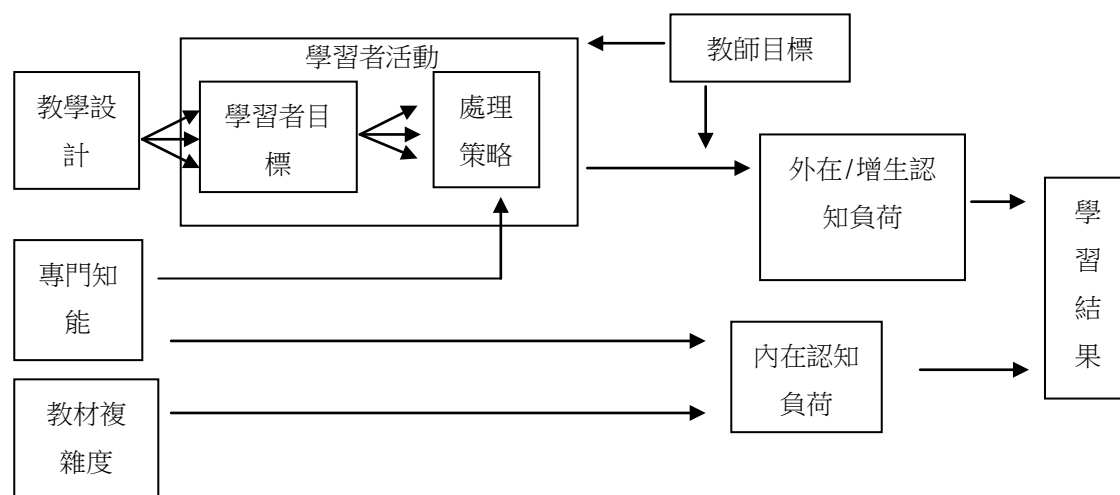 教師目標
學習者活動
教學設
計
學習者目
標
處理
策略
外在/增生認
知負荷
學
習
結
果
專門知
能
內在認知
負荷
教材複
雜度